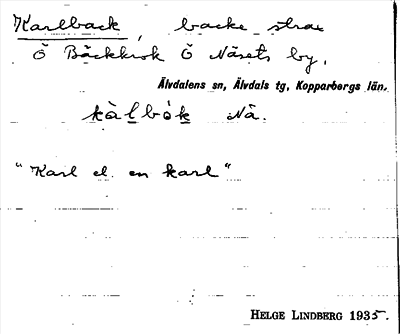 Karlback, backe strax
Ö Bäckkrok Ö Näsets by,
Älvdalens sn, Älvdals tg, Kopparbergs län.
kàlbòk Nä.
"Karl el. en karl"
HELGE LINDBERG 1935.